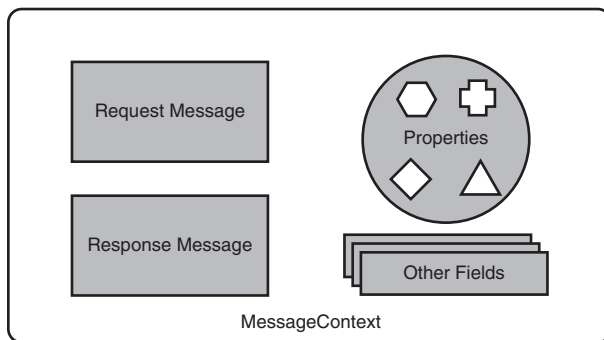 Request Message
Properties
Response Message
Other Fields
MessageContext